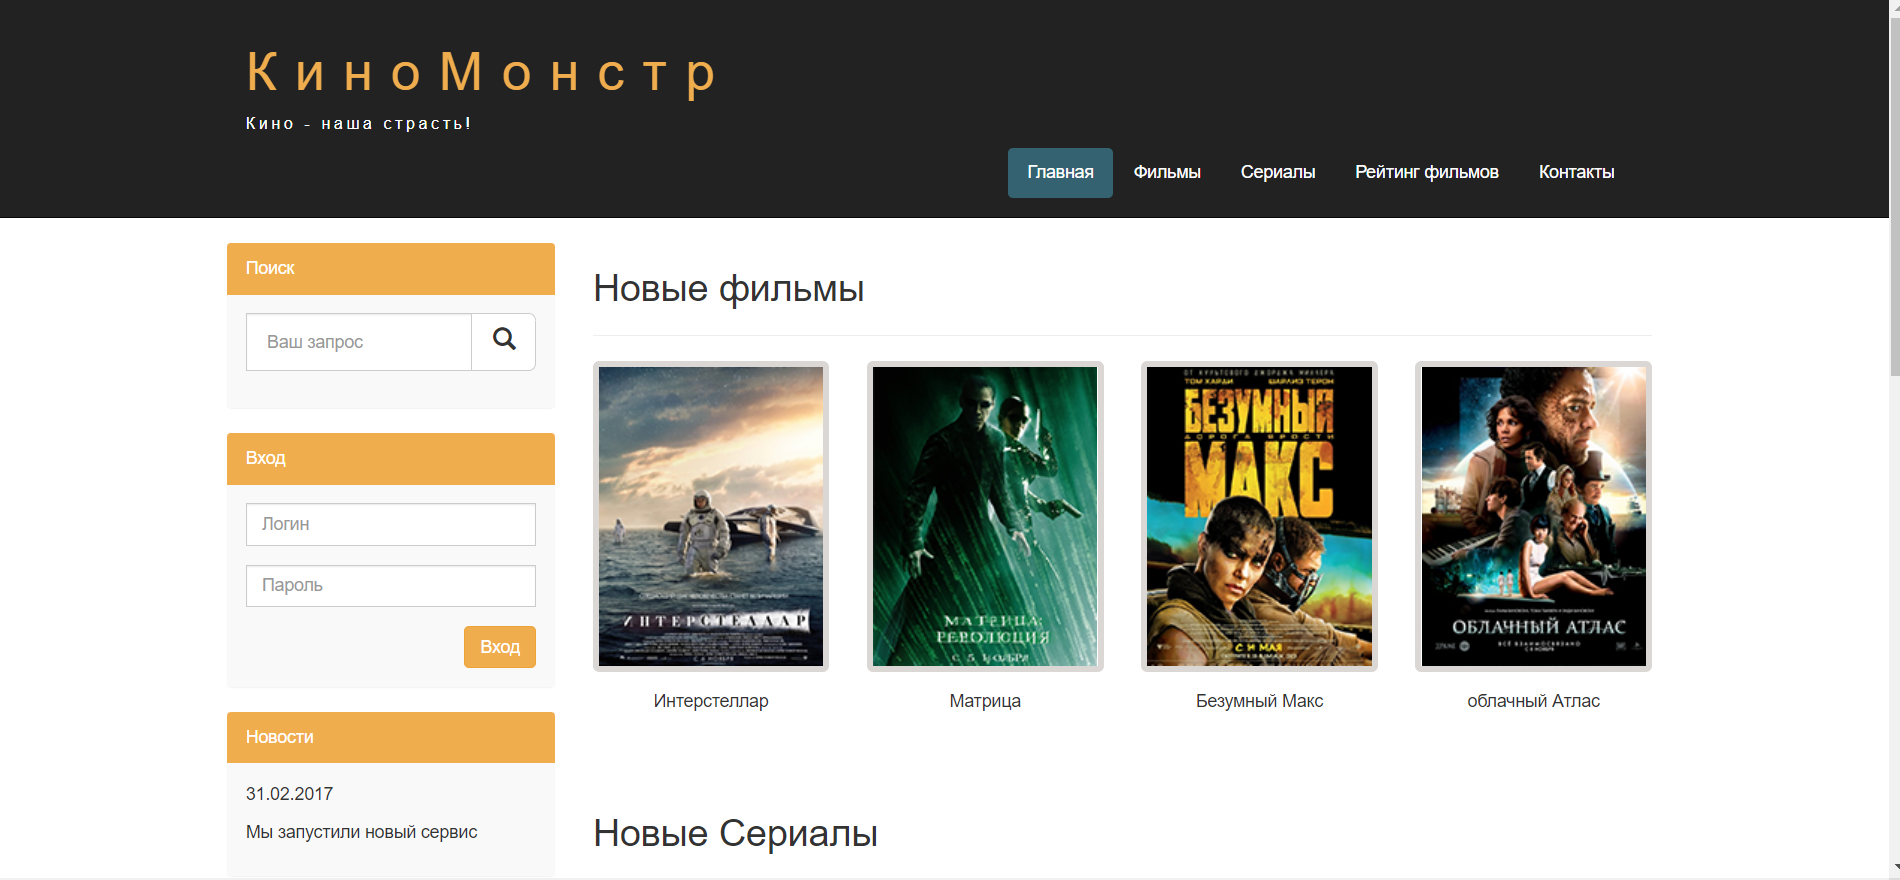 КиноМонстр
Кино - наша страсть!
Главная Фильмы Сериалы Рейтинг фильмов Контакты
Поиск
Ваш запрос
Вход
Логин
Пароль
Вход
Новости
31.02.2017
Мы запустили новый сервис
Новые фильмы
ИНТЕРСТЕЛЛАР
МАТРИЦА:
РЕВОЛЮЦИЯ
С 5 НОЯБРЯ
ТОМ ХАРДИ ШАРЛИЗ ТЕРОН
БЕЗУМНЫЙ
ДОРОГА ЯРОСТИ
МАКС
С 14 МАЯ
ОБЛАЧНЫЙ АТЛАС
ВСЁ ВЗАИМОСВЯЗАНО
Интерстеллар
Матрица
Безумный Макс
облачный Атлас
Новые Сериалы